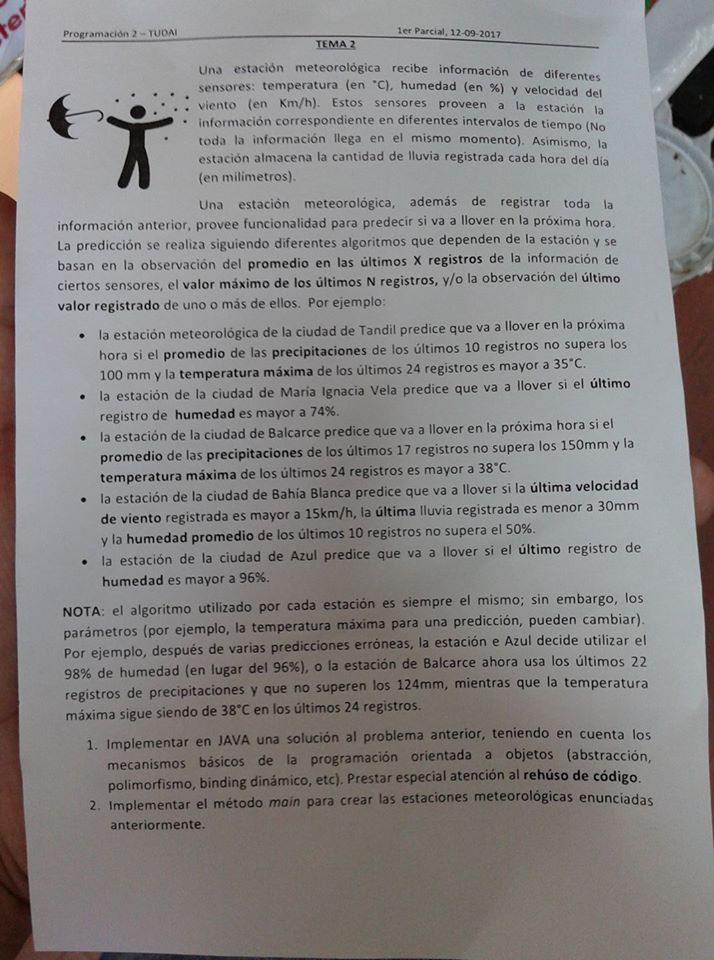 Programación 2 – TUDAI 1er Parcial, 12-09-2017
TEMA 2
Una estación meteorológica recibe información de diferentes
sensores: temperatura (en °C), humedad (en %) y velocidad del
viento (en Km/h). Estos sensores proveen a la estación la
información correspondiente en diferentes intervalos de tiempo (No
toda la información llega en el mismo momento). Asimismo, la
estación almacena la cantidad de lluvia registrada cada hora del día
(en milímetros).
Una estación meteorológica, además de registrar toda la
información anterior, provee funcionalidad para predecir si va a llover en la próxima hora.
La predicción se realiza siguiendo diferentes algoritmos que dependen de la estación y se
basan en la observación del promedio en las últimos X registros de la información de
ciertos sensores, el valor máximo de los últimos N registros, y/o la observación del último
valor registrado de uno o más de ellos. Por ejemplo:
• la estación meteorológica de la ciudad de Tandil predice que va a llover en la próxima
hora si el promedio de las precipitaciones de los últimos 10 registros no supera los
100 mm y la temperatura máxima de los últimos 24 registros es mayor a 35°C.
• la estación de la ciudad de María Ignacia Vela predice que va a llover si el último
registro de humedad es mayor a 74%.
• la estación de la ciudad de Balcarce predice que va a llover en la próxima hora si el
promedio de las precipitaciones de los últimos 17 registros no supera los 150mm y la
temperatura máxima de los últimos 24 registros es mayor a 38°C.
• la estación de la ciudad de Bahía Blanca predice que va a llover si la última velocidad
de viento registrada es mayor a 15km/h, la última lluvia registrada es menor a 30mm
y la humedad promedio de los últimos 10 registros no supera el 50%.
• la estación de la ciudad de Azul predice que va a llover si el último registro de
humedad es mayor a 96%.
NOTA: el algoritmo utilizado por cada estación es siempre el mismo; sin embargo, los
parámetros (por ejemplo, la temperatura máxima para una predicción, pueden cambiar).
Por ejemplo, después de varias predicciones erróneas, la estación e Azul decide utilizar el
98% de humedad (en lugar del 96%), o la estación de Balcarce ahora usa los últimos 22
registros de precipitaciones y que no superen los 124mm, mientras que la temperatura
máxima sigue siendo de 38°C en los últimos 24 registros.
1. Implementar en JAVA una solución al problema anterior, teniendo en cuenta los
mecanismos básicos de la programación orientada a objetos (abstracción,
polimorfismo, binding dinámico, etc). Prestar especial atención al rehúso de código.
2. Implementar el método main para crear las estaciones meteorológicas enunciadas
anteriormente.